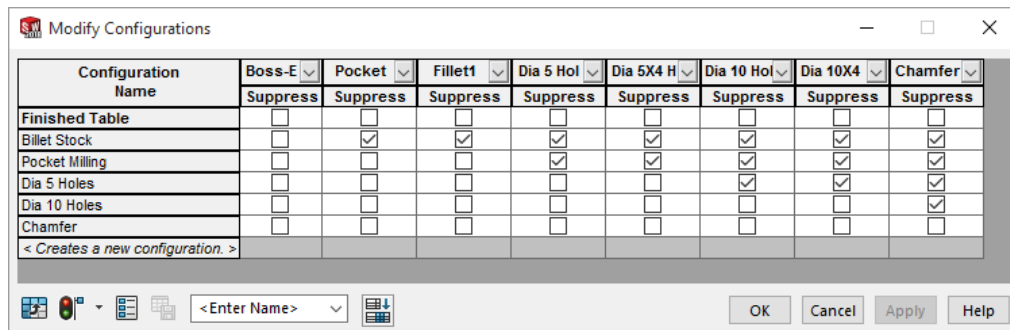 Modify Configurations
Configuration Name Boss-E Pocket Fillet1 Dia 5 Hol Dia 5X4 H Dia 10 Hol Dia 10X4 Chamfer
Suppress Suppress Suppress Suppress Suppress Suppress Suppress Suppress
Finished Table
Billet Stock
Pocket Milling
Dia 5 Holes
Dia 10 Holes
Chamfer
< Creates a new configuration. >
<Enter Name> OK Cancel Apply Help